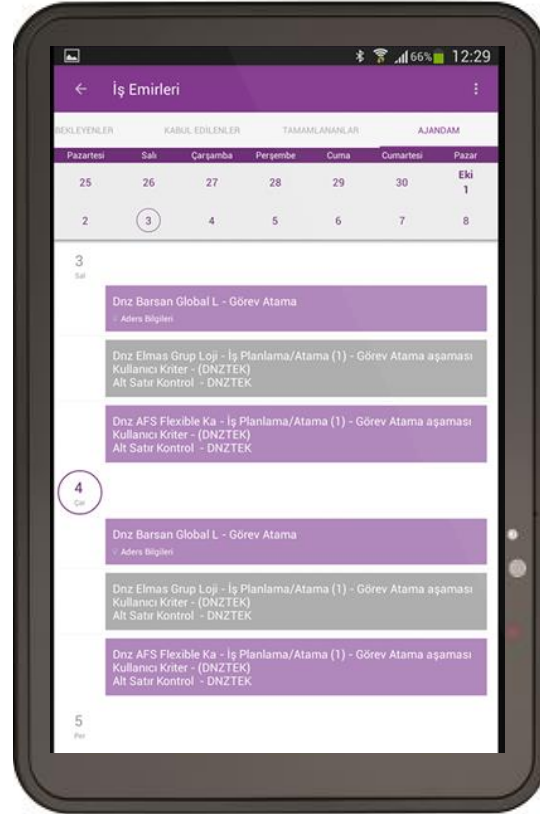 66% 12:29
İş Emirleri
BEKLEYENLER KABUL EDİLENLER TAMAMLANANLAR AJANDAM
Pazartesi Salı Çarşamba Perşembe Cuma Cumartesi Pazar
25 26 27 28 29 30 Eki 1
2 3 4 5 6 7 8
3
Sal
Dnz Barsan Global L - Görev Atama
Aders Bilgileri
Dnz Elmas Grup Loji - İş Planlama/Atama (1) - Görev Atama aşaması
Kullanıcı Kriter - (DNZTEK)
Alt Satır Kontrol - DNZTEK
Dnz AFS Flexible Ka - İş Planlama/Atama (1) - Görev Atama aşaması
Kullanıcı Kriter - (DNZTEK)
Alt Satır Kontrol - DNZTEK
4
Çar
Dnz Barsan Global L - Görev Atama
Aders Bilgileri
Dnz Elmas Grup Loji - İş Planlama/Atama (1) - Görev Atama aşaması
Kullanıcı Kriter - (DNZTEK)
Alt Satır Kontrol - DNZTEK
Dnz AFS Flexible Ka - İş Planlama/Atama (1) - Görev Atama aşaması
Kullanıcı Kriter - (DNZTEK)
Alt Satır Kontrol - DNZTEK
5
Per